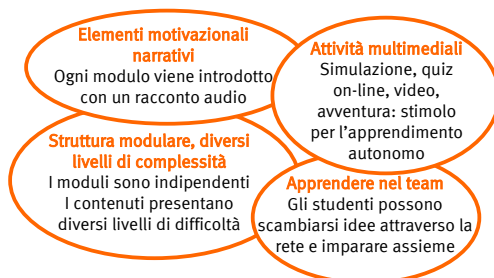 Elementi motivazionali
narrativi
Ogni modulo viene introdotto
con un racconto audio
Attività multimediali
Simulazione, quiz
on-line, video,
avventura: stimolo
per l'apprendimento
autonomo
Struttura modulare, diversi
livelli di complessità
I moduli sono indipendenti
I contenuti presentano
diversi livelli di difficoltà
Apprendere nel team
Gli studenti possono
scambiarsi idee attraverso la
rete e imparare assieme